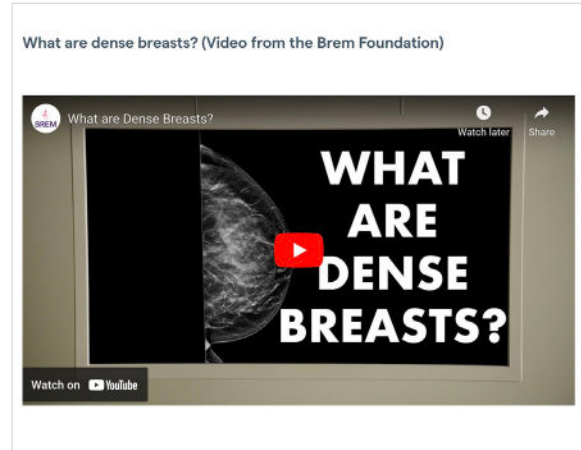 What are dense breasts? (Video from the Brem Foundation)
BREM
What are Dense Breasts?
Watch later
Share
WHAT
ARE
DENSE
BREASTS?
Watch on YouTube